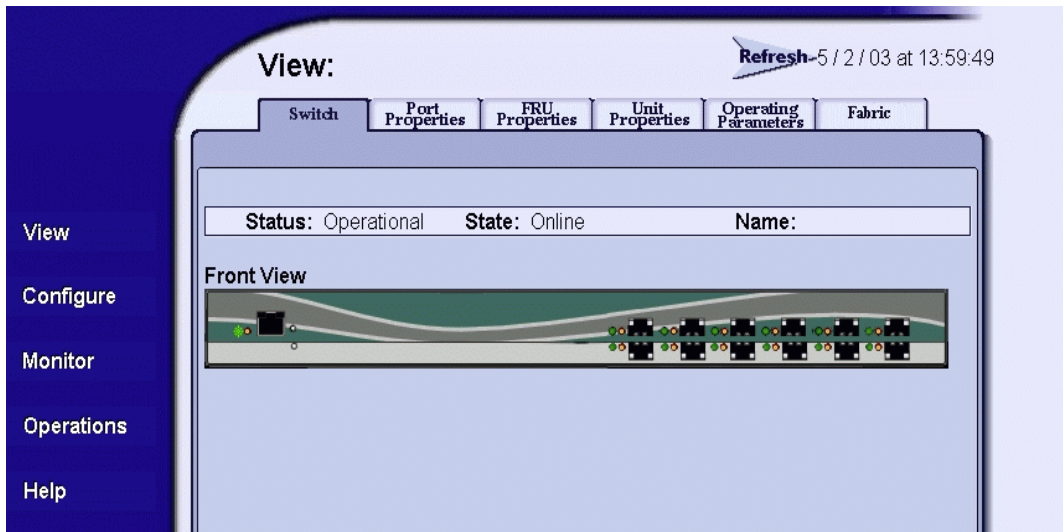 View:
Refresh-5 / 2 / 03 at 13:59:49
Switch
Port Properties
FRU Properties
Unit Properties
Operating Parameters
Fabric
View
Configure
Monitor
Operations
Help
Status: Operational State: Online Name:
Front View